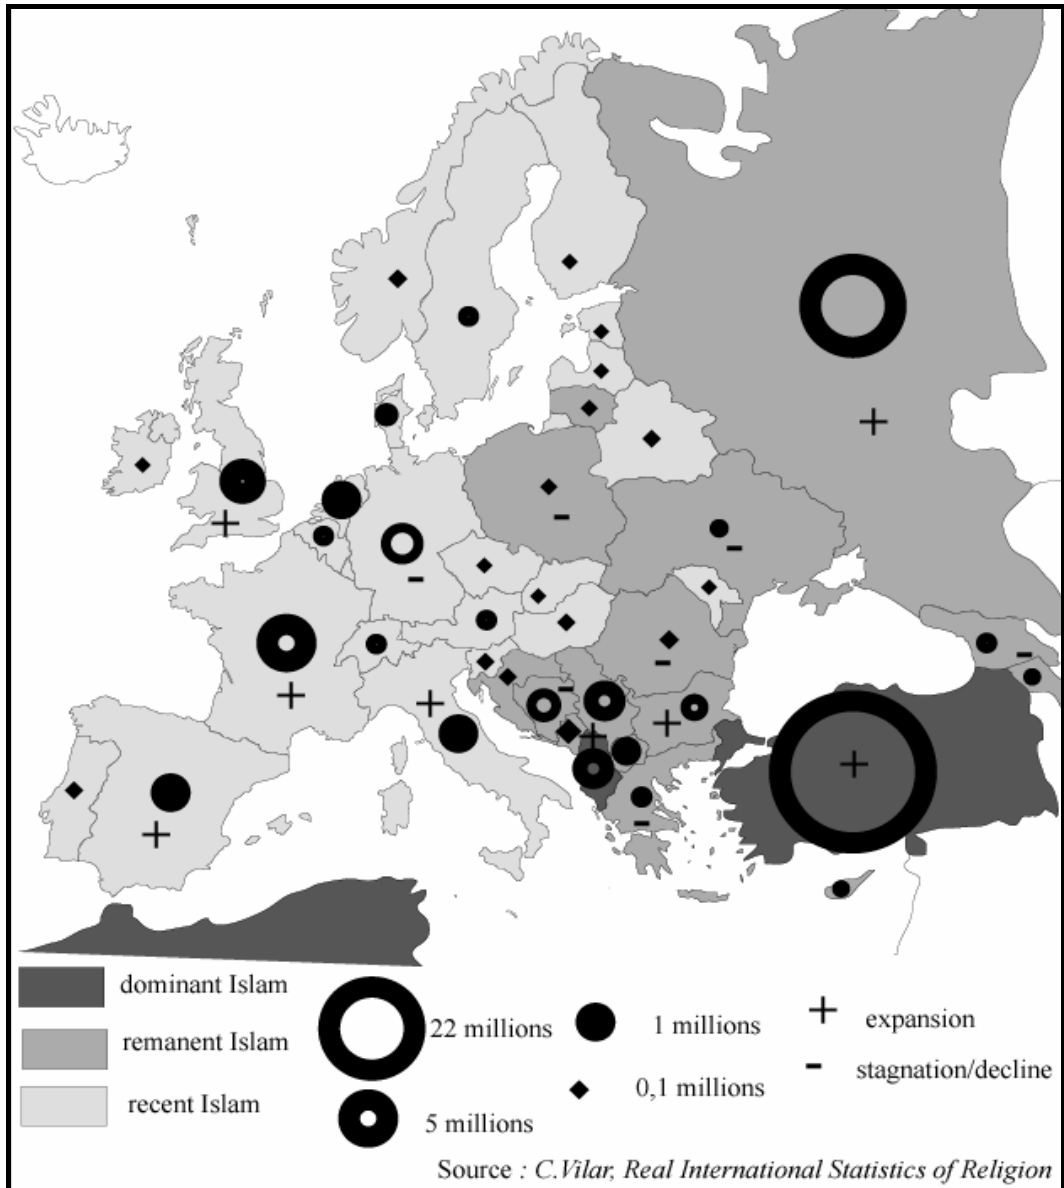 dominant Islam
remanent Islam
recent Islam
22 millions
5 millions
1 millions
0,1 millions
expansion
stagnation/decline
Source : C.Vilar, Real International Statistics of Religion